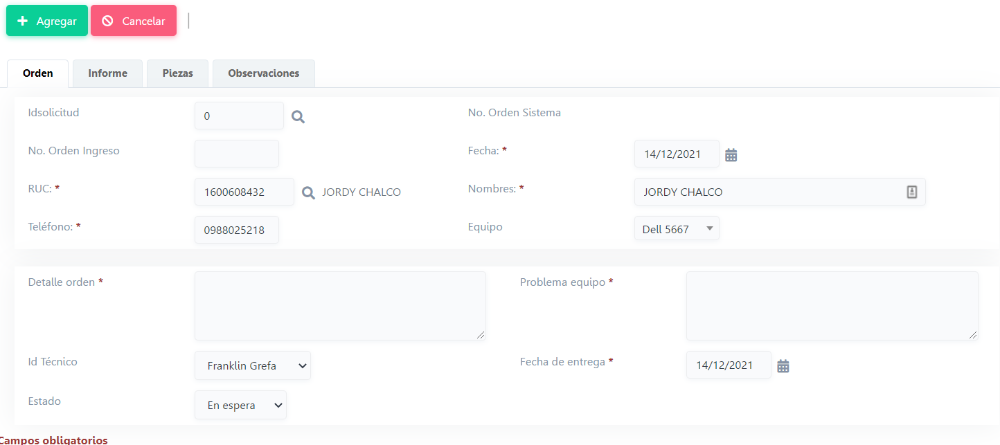 Agregar Cancelar
Orden Informe Piezas Observaciones
Idsolicitud 0 No. Orden Sistema
No. Orden Ingreso Fecha: * 14/12/2021
RUC: * 1600608432 JORDY CHALCO Nombres: * JORDY CHALCO
Teléfono: * 0988025218 Equipo Dell 5667
Detalle orden * Problema equipo *
Id Técnico Franklin Grefa Fecha de entrega * 14/12/2021
Estado En espera
Campos obligatorios